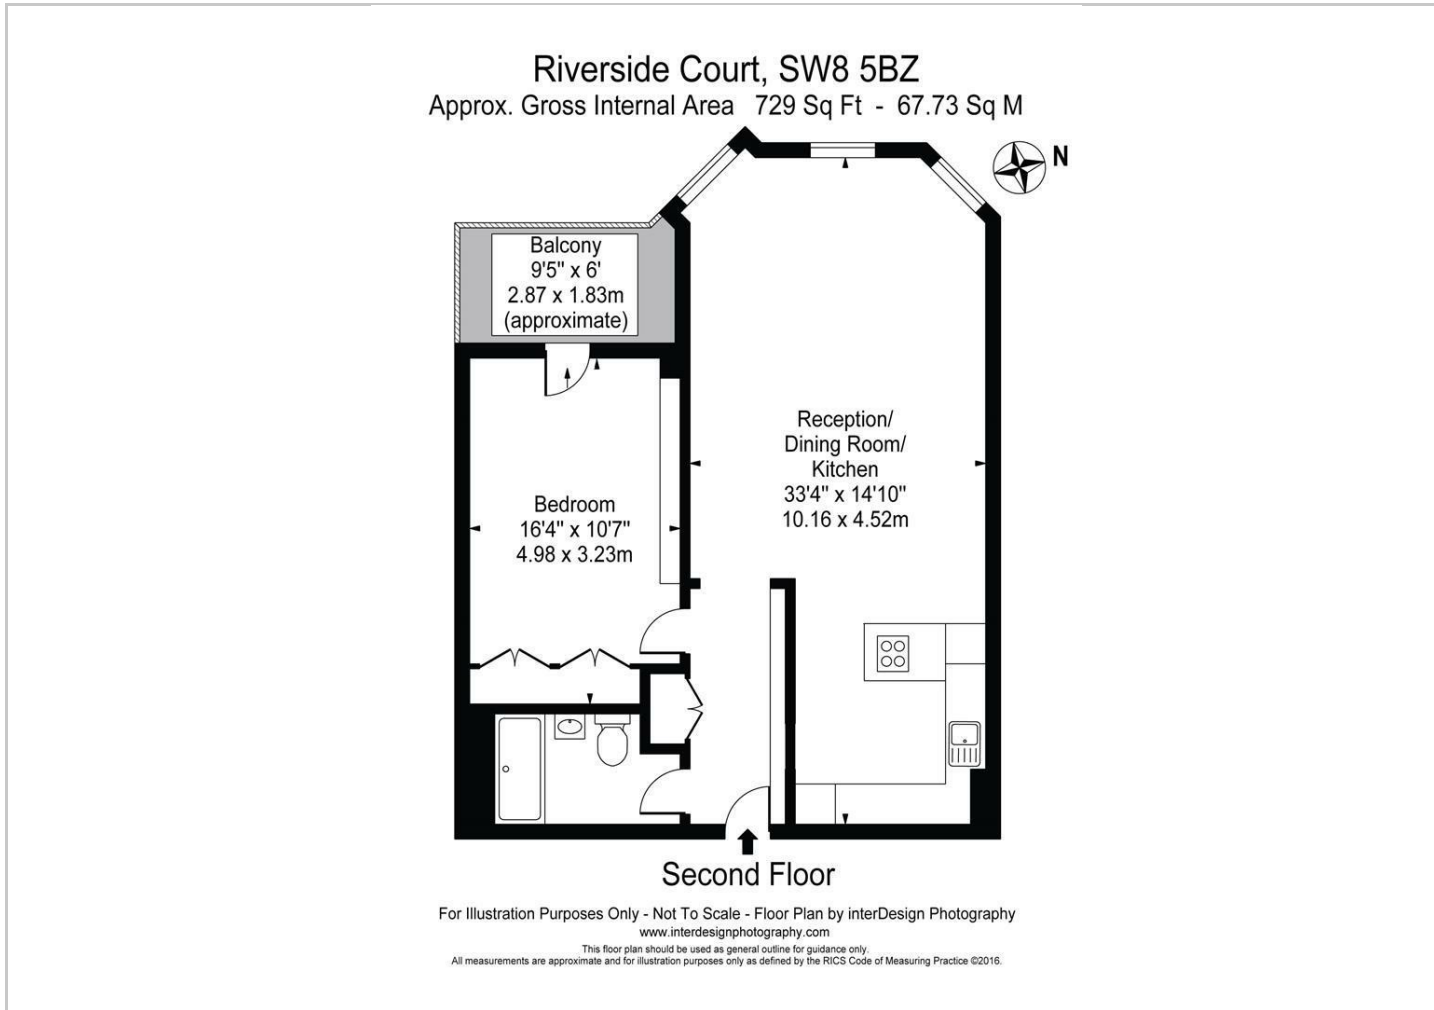 Riverside Court, SW8 5BZ
Approx. Gross Internal Area 729 Sq Ft - 67.73 Sq M
N
Balcony
9'5" x 6'
2.87 x 1.83m
(approximate)
Reception/
Dining Room/
Kitchen
33'4" x 14'10"
10.16 x 4.52m
Bedroom
16'4" x 10'7"
4.98 x 3.23m
Second Floor
For Illustration Purposes Only - Not To Scale - Floor Plan by interDesign Photography
www.interdesignphotography.com
This floor plan should be used as general outline for guidance only.
All measurements are approximate and for illustration purposes only as defined by the RICS Code of Measuring Practice ©2016.